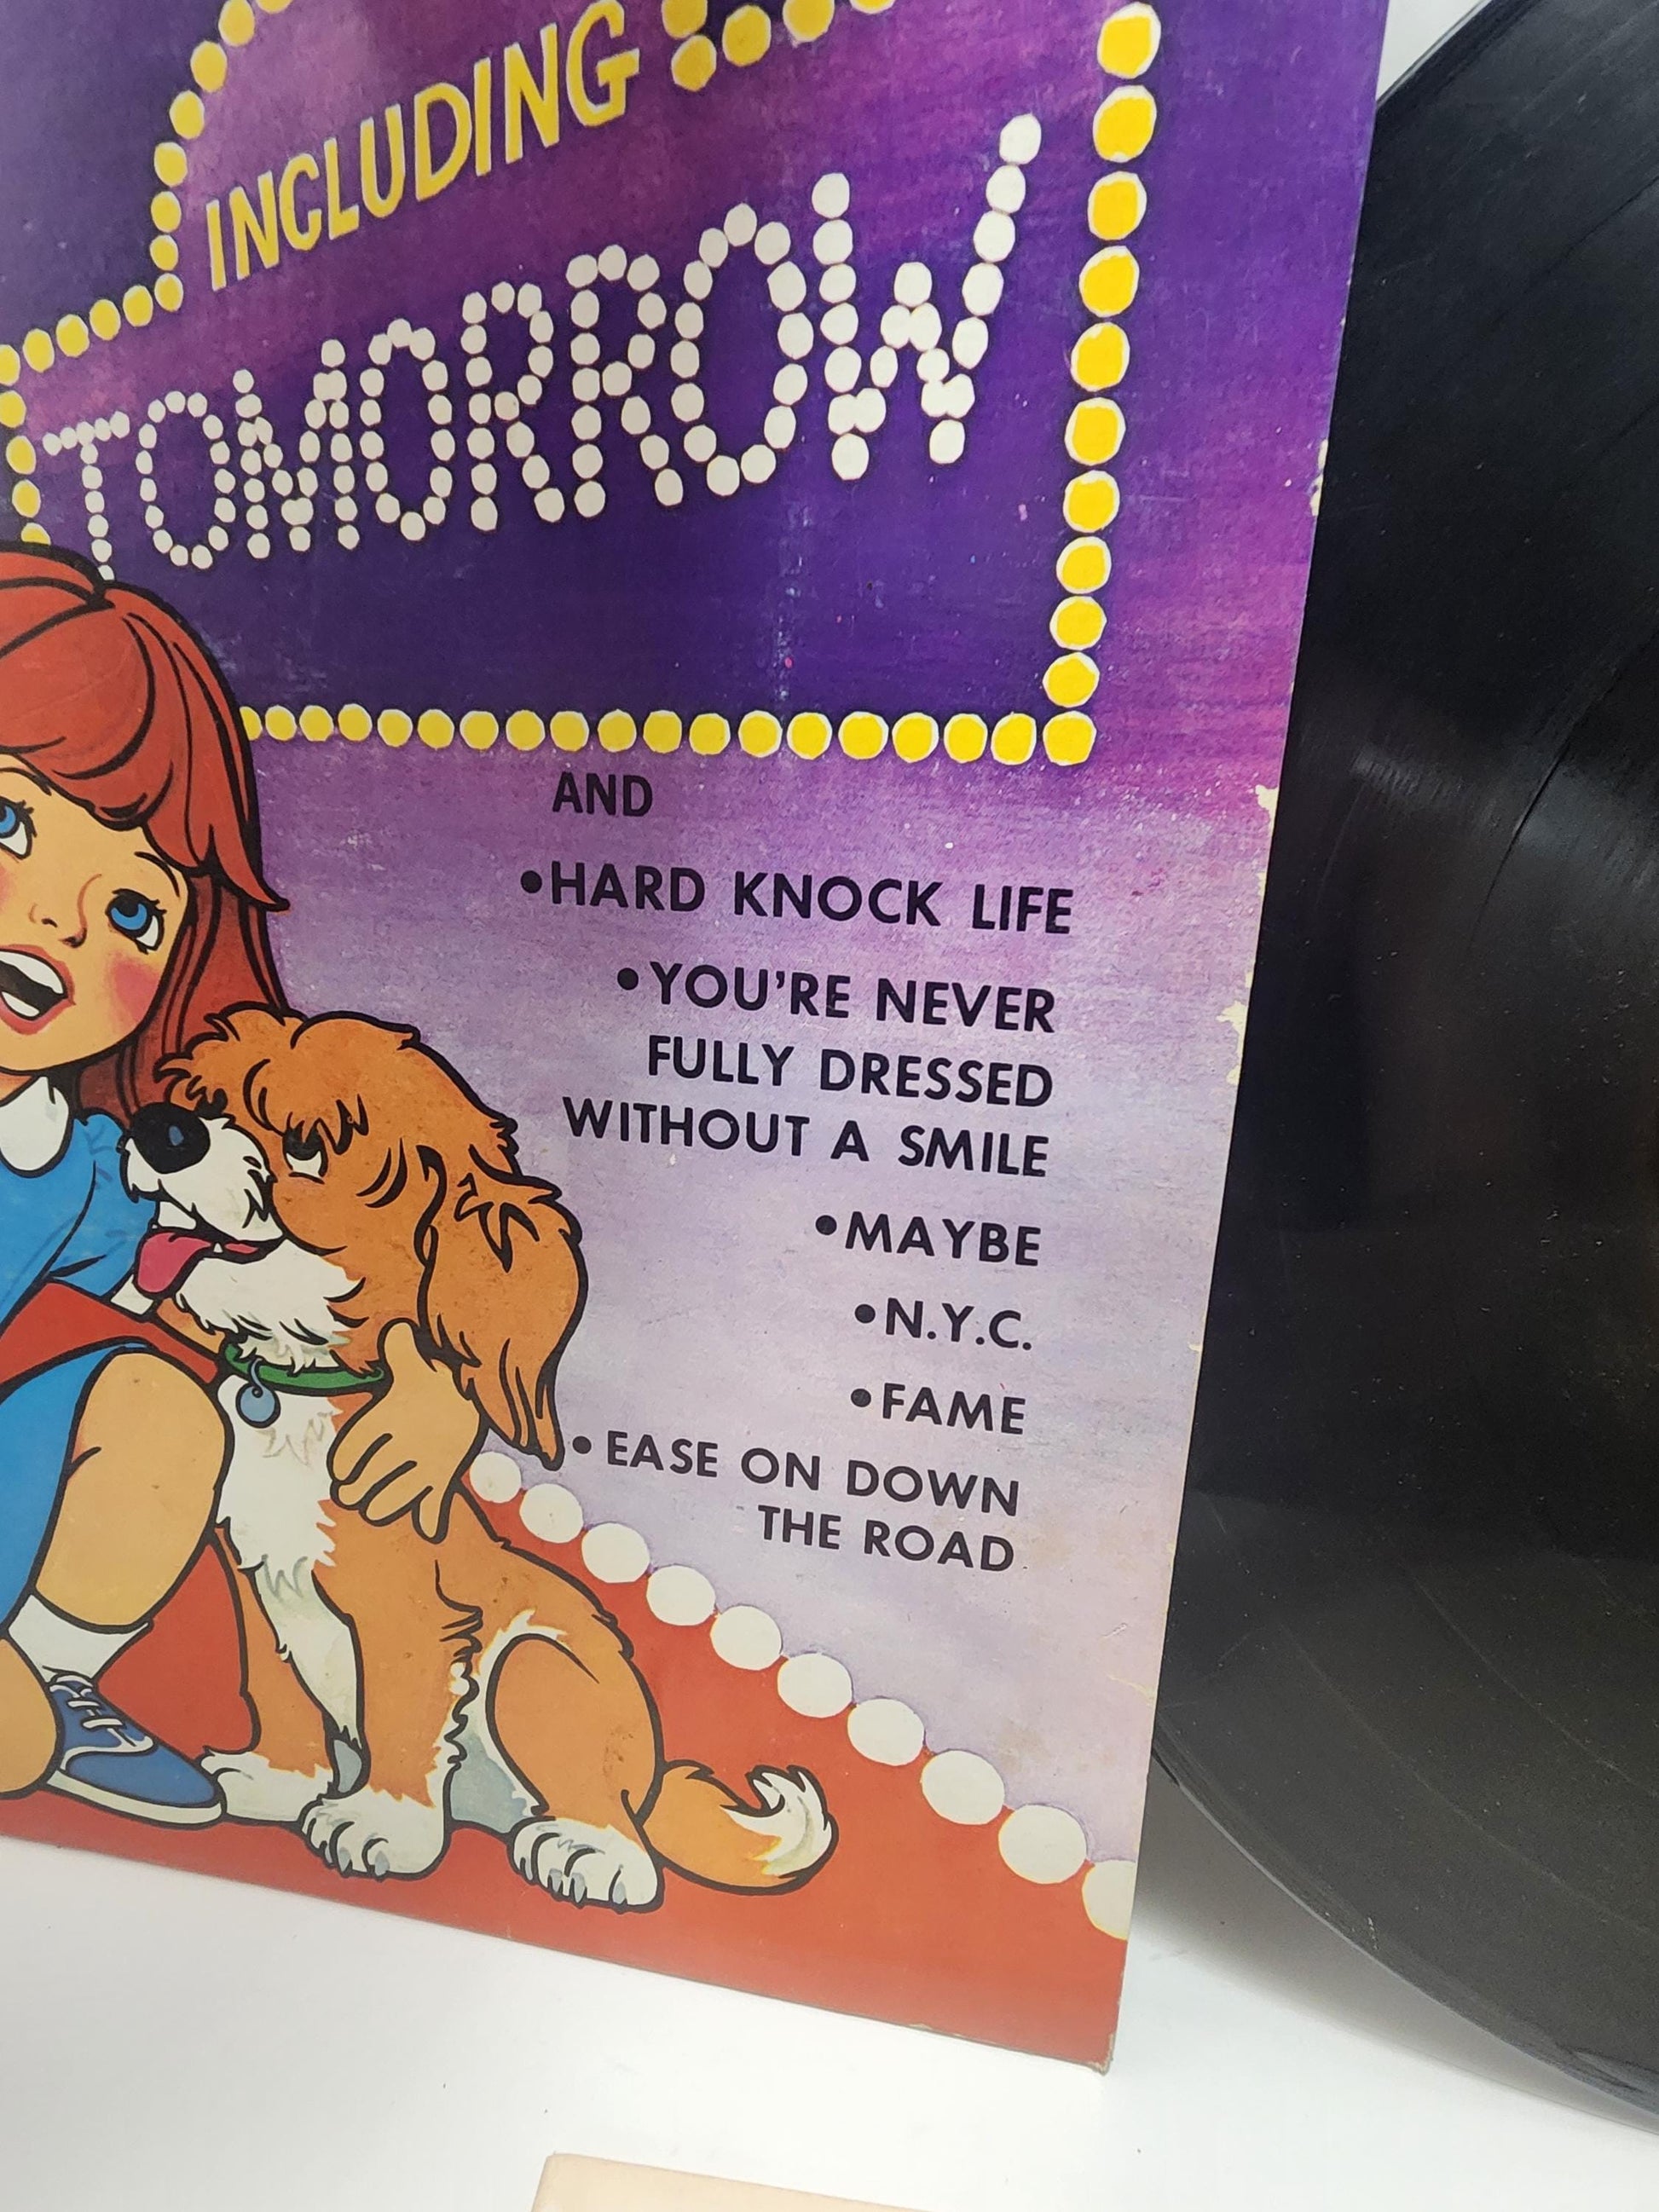 INCLUDING
TOMORROW
AND
•HARD KNOCK LIFE
•YOU'RE NEVER
FULLY DRESSED
WITHOUT A SMILE
•MAYBE
•N.Y.C.
•FAME
•EASE ON DOWN
THE ROAD